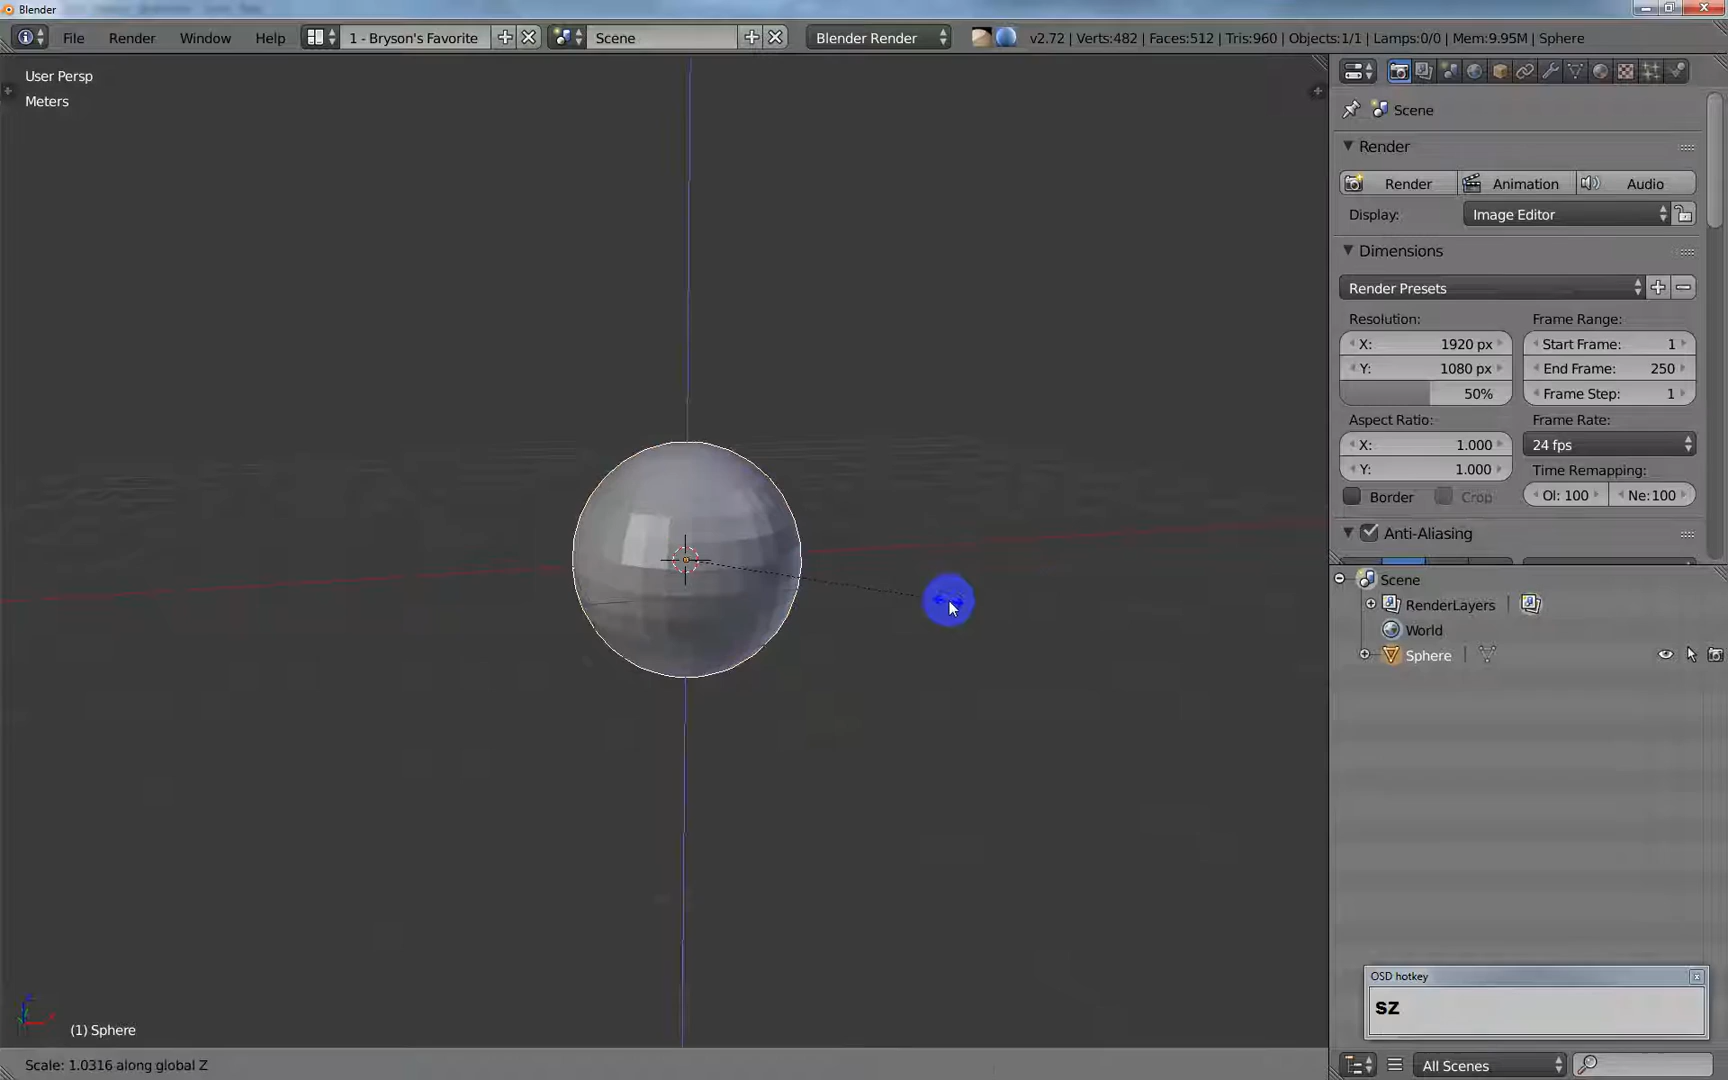 Blender
File Render Window Help 1 - Bryson's Favorite Scene Blender Render v2.72 | Verts:482 | Faces:512 | Tris:960 | Objects:1/1 | Lamps:0/0 | Mem:9.95M | Sphere
User Persp
Meters
Scene
Render
Render Animation Audio
Display: Image Editor
Dimensions
Render Presets
Resolution: Frame Range:
X: 1920 px Start Frame: 1
Y: 1080 px End Frame: 250
50% Frame Step: 1
Aspect Ratio: Frame Rate:
X: 1.000 24 fps
Y: 1.000 Time Remapping:
Border Crop Ol: 100 Ne:100
Anti-Aliasing
Scene
RenderLayers
World
Sphere
OSD hotkey
sz
(1) Sphere
Scale: 1.0316 along global Z
All Scenes